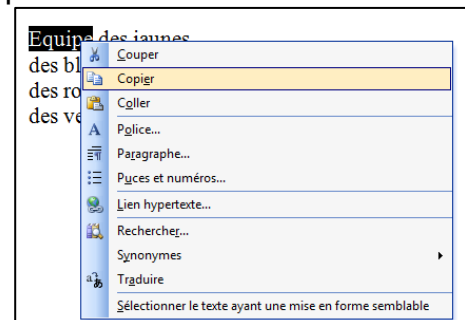 Equipe des jaunes
des bl
des ro
des ve
Couper
Copier
Coller
Police...
Paragraphe...
Puces et numéros...
Lien hypertexte...
Rechercher...
Synonymes
Traduire
Sélectionner le texte ayant une mise en forme semblable